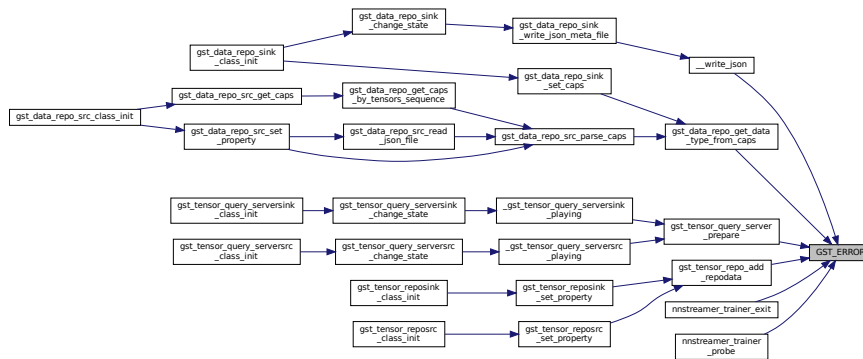 gst_data_repo_sink
_change_state
gst_data_repo_sink
_write_json_meta_file
gst_data_repo_sink
_class_init
__write_json
gst_data_repo_sink
_set_caps
gst_data_repo_src_get_caps
gst_data_repo_get_caps
_by_tensors_sequence
gst_data_repo_src_class_init
gst_data_repo_src_set
_property
gst_data_repo_src_read
_json_file
gst_data_repo_src_parse_caps
gst_data_repo_get_data
_type_from_caps
gst_tensor_query_serversink
_class_init
gst_tensor_query_serversink
_change_state
_gst_tensor_query_serversink
_playing
gst_tensor_query_server
_prepare
gst_tensor_query_serversrc
_class_init
gst_tensor_query_serversrc
_change_state
_gst_tensor_query_serversrc
_playing
GST_ERROR
gst_tensor_repo_add
_repodata
gst_tensor_reposink
_class_init
gst_tensor_reposink
_set_property
nnstreamer_trainer_exit
gst_tensor_reposrc
_class_init
gst_tensor_reposrc
_set_property
nnstreamer_trainer
_probe